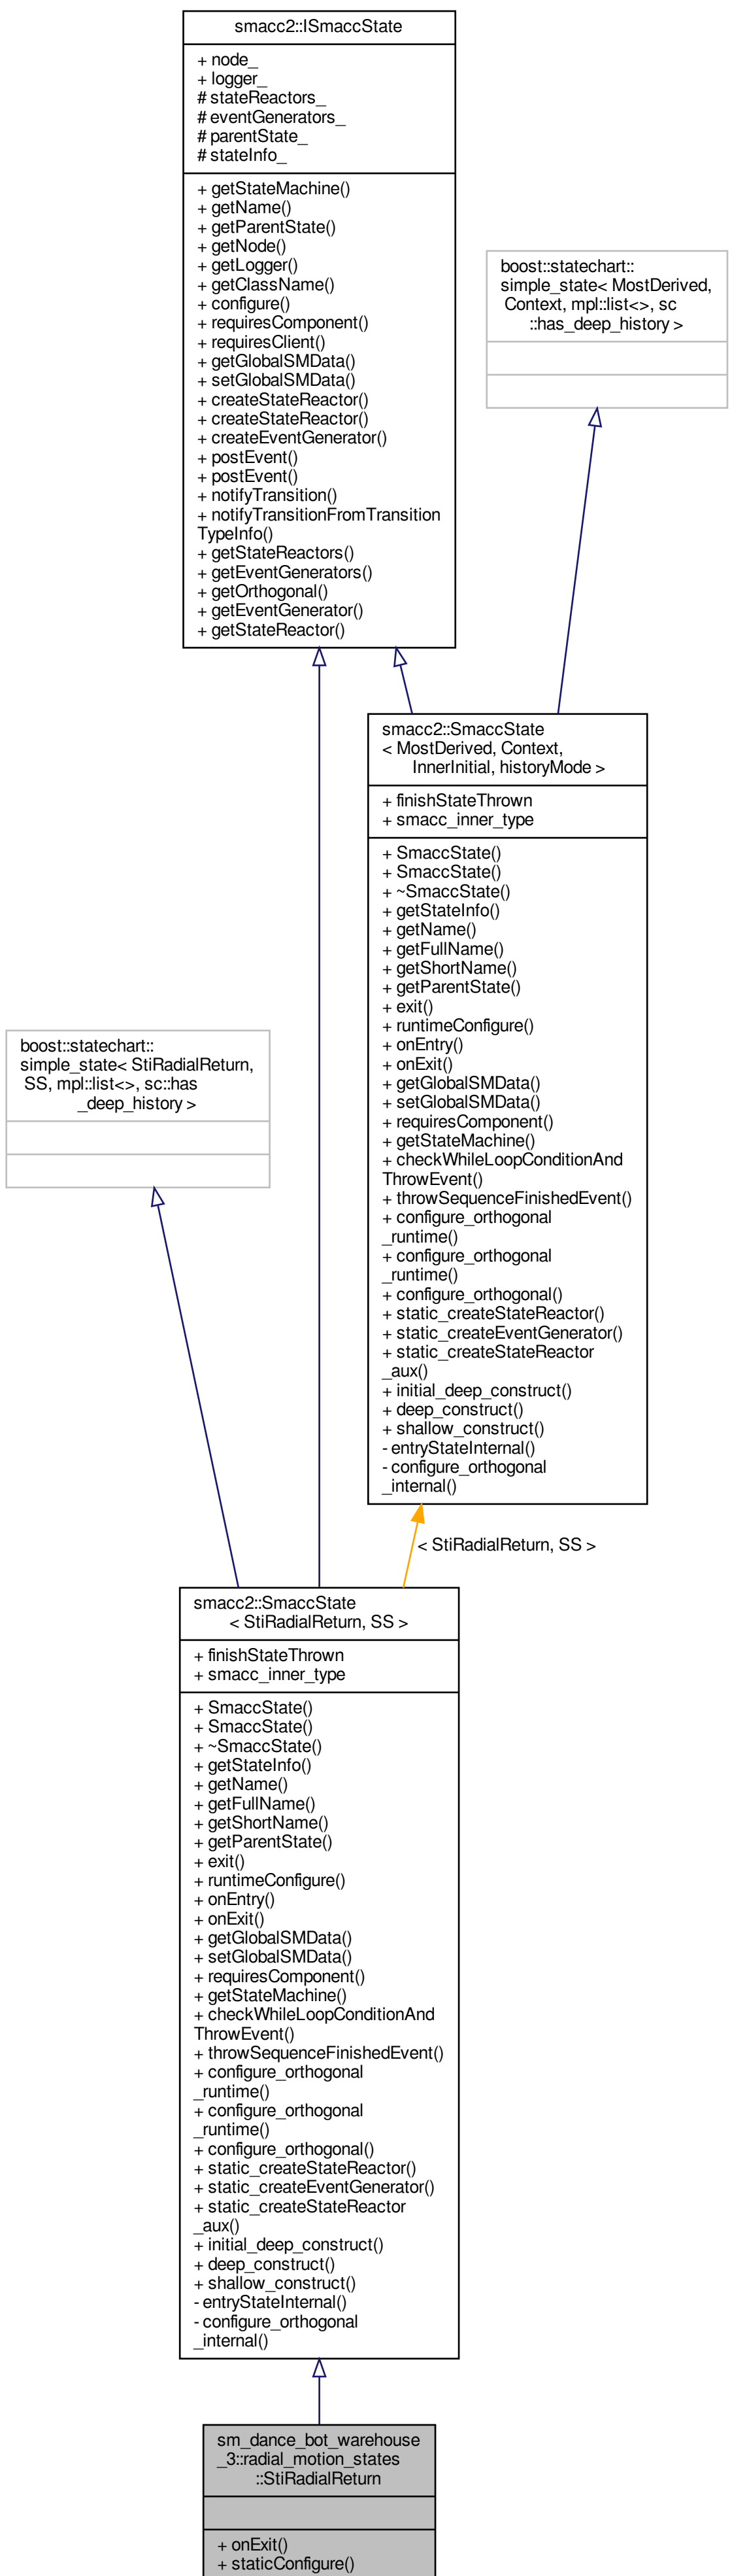 smacc2::ISmaccState
+ node_
+ logger_
# stateReactors_
# eventGenerators_
# parentState_
# stateInfo_
+ getStateMachine()
+ getName()
+ getParentState()
+ getNode()
+ getLogger()
+ getClassName()
+ configure()
+ requiresComponent()
+ requiresClient()
+ getGlobalSMData()
+ setGlobalSMData()
+ createStateReactor()
+ createStateReactor()
+ createEventGenerator()
+ postEvent()
+ postEvent()
+ notifyTransition()
+ notifyTransitionFromTransition
TypeInfo()
+ getStateReactors()
+ getEventGenerators()
+ getOrthogonal()
+ getEventGenerator()
+ getStateReactor()
boost::statechart::
simple_state< MostDerived,
Context, mpl::list<>, sc
::has_deep_history >
smacc2::SmaccState
< MostDerived, Context,
InnerInitial, historyMode >
+ finishStateThrown
+ smacc_inner_type
+ SmaccState()
+ SmaccState()
+ ~SmaccState()
+ getStateInfo()
+ getName()
+ getFullName()
+ getShortName()
+ getParentState()
+ exit()
+ runtimeConfigure()
+ onEntry()
+ onExit()
+ getGlobalSMData()
+ setGlobalSMData()
+ requiresComponent()
+ getStateMachine()
+ checkWhileLoopConditionAnd
ThrowEvent()
+ throwSequenceFinishedEvent()
+ configure_orthogonal
_runtime()
+ configure_orthogonal
_runtime()
+ configure_orthogonal()
+ static_createStateReactor()
+ static_createEventGenerator()
+ static_createStateReactor
_aux()
+ initial_deep_construct()
+ deep_construct()
+ shallow_construct()
- entryStateInternal()
- configure_orthogonal
_internal()
boost::statechart::
simple_state< StiRadialReturn,
SS, mpl::list<>, sc::has
_deep_history >
< StiRadialReturn, SS >
smacc2::SmaccState
< StiRadialReturn, SS >
+ finishStateThrown
+ smacc_inner_type
+ SmaccState()
+ SmaccState()
+ ~SmaccState()
+ getStateInfo()
+ getName()
+ getFullName()
+ getShortName()
+ getParentState()
+ exit()
+ runtimeConfigure()
+ onEntry()
+ onExit()
+ getGlobalSMData()
+ setGlobalSMData()
+ requiresComponent()
+ getStateMachine()
+ checkWhileLoopConditionAnd
ThrowEvent()
+ throwSequenceFinishedEvent()
+ configure_orthogonal
_runtime()
+ configure_orthogonal
_runtime()
+ configure_orthogonal()
+ static_createStateReactor()
+ static_createEventGenerator()
+ static_createStateReactor
_aux()
+ initial_deep_construct()
+ deep_construct()
+ shallow_construct()
- entryStateInternal()
- configure_orthogonal
_internal()
sm_dance_bot_warehouse
_3::radial_motion_states
::StiRadialReturn
+ onExit()
+ staticConfigure()